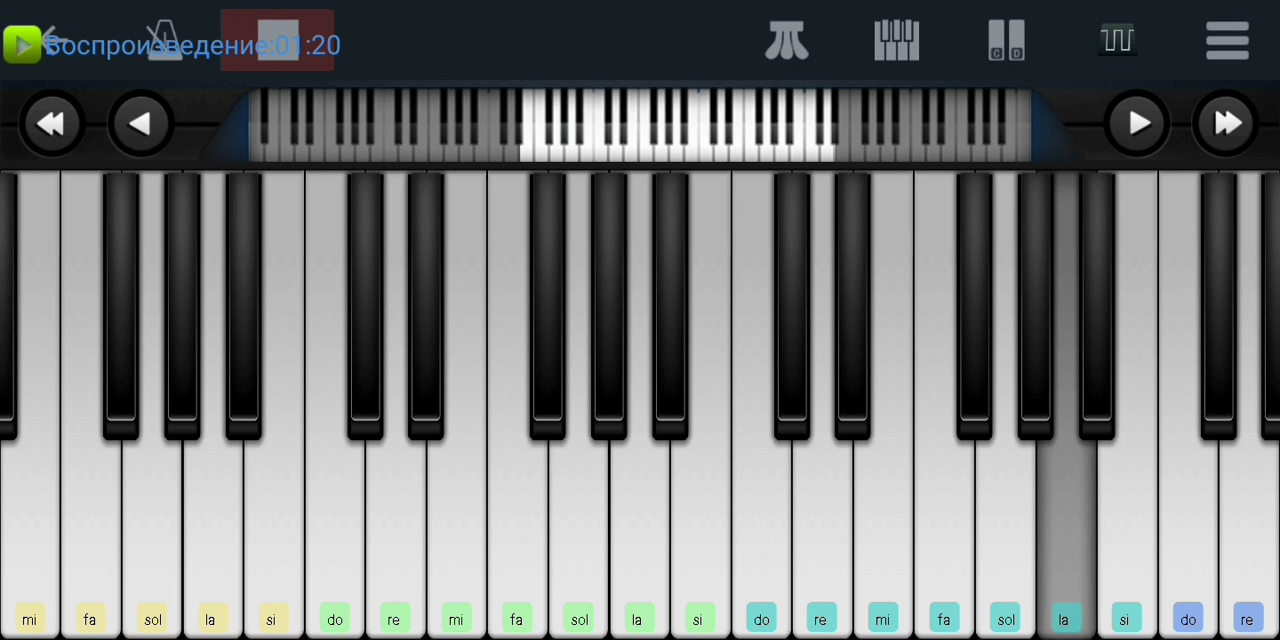 Воспроизведение:01:20
C D
mi fa sol la si do re mi fa sol la si do re mi fa sol la si do re